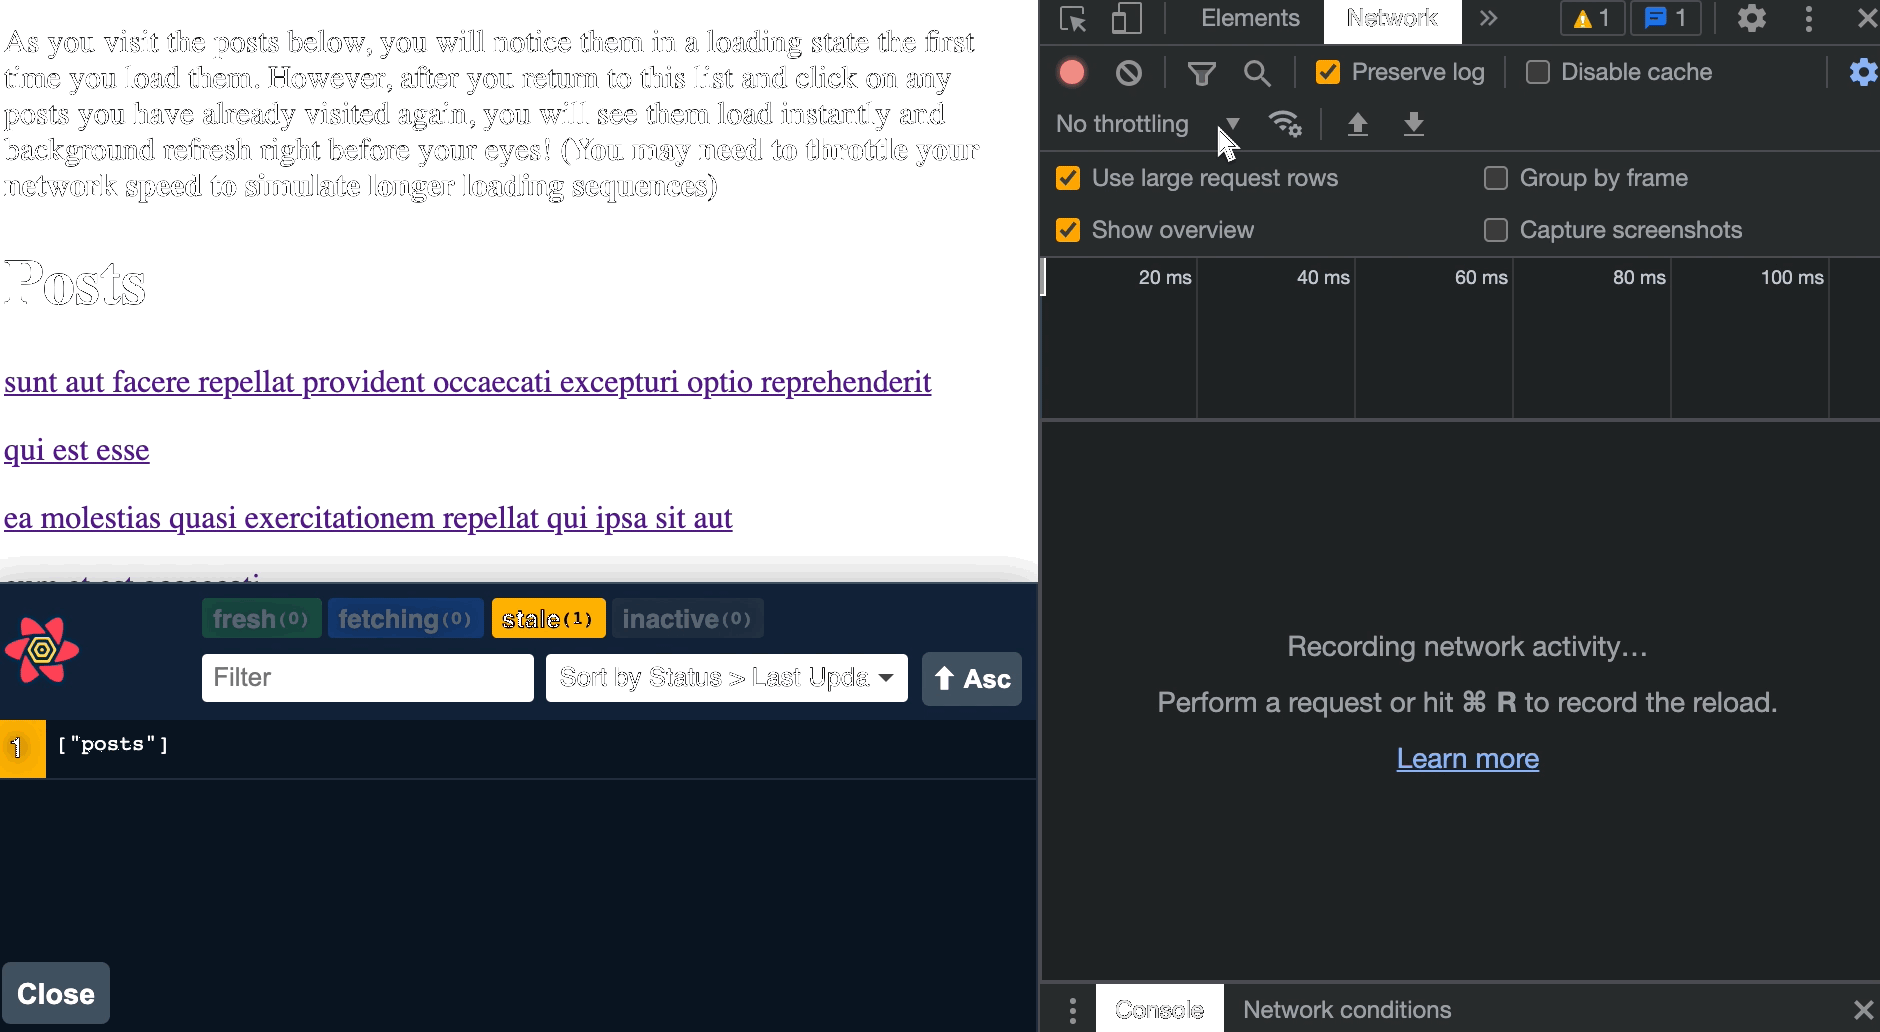 As you visit the posts below, you will notice them in a loading state the first
time you load them. However, after you return to this list and click on any
posts you have already visited again, you will see them load instantly and
background refresh right before your eyes! (You may need to throttle your
network speed to simulate longer loading sequences)
Posts
sunt aut facere repellat provident occaecati excepturi optio reprehenderit
qui est esse
ea molestias quasi exercitationem repellat qui ipsa sit aut
fresh (0) fetching (0) stale (1) inactive (0)
Filter Sort by Status > Last Upda Asc
1 ["posts"]
Close
Elements Network » 1 1
Preserve log Disable cache
No throttling
Use large request rows Group by frame
Show overview Capture screenshots
20 ms 40 ms 60 ms 80 ms 100 ms
Recording network activity…
Perform a request or hit ⌘ R to record the reload.
Learn more
Console Network conditions